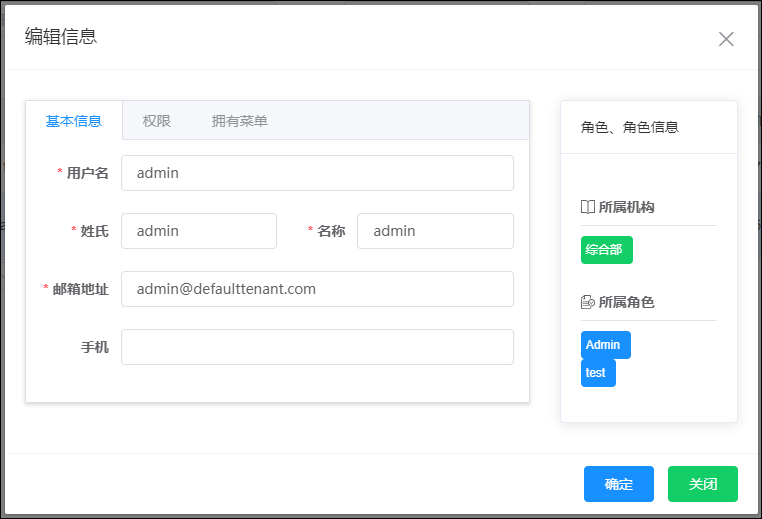 编辑信息
基本信息 权限 拥有菜单
* 用户名 admin
* 姓氏 admin * 名称 admin
* 邮箱地址 admin@defaulttenant.com
手机
角色、角色信息
所属机构
综合部
所属角色
Admin
test
确定 关闭